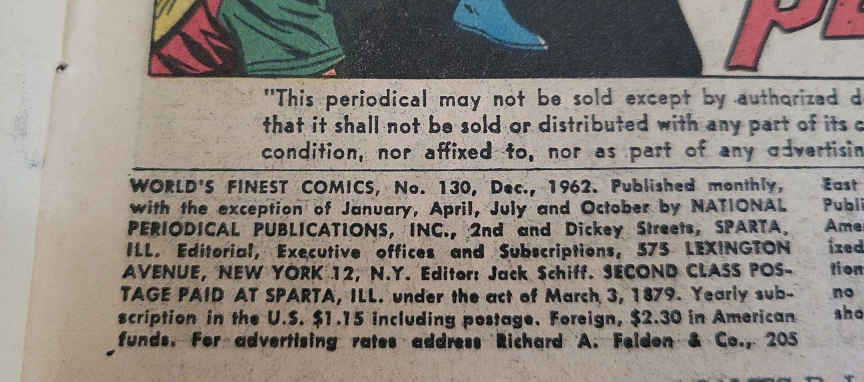 PE
"This periodical may not be sold except by authorized d
that it shall not be sold or distributed with any part of its c
condition, nor affixed to, nor as part of any advertisin
WORLD'S FINEST COMICS, No. 130, Dec., 1962. Published monthly,
with the exception of January, April, July and October by NATIONAL
PERIODICAL PUBLICATIONS, INC., 2nd and Dickey Streets, SPARTA,
ILL. Editorial, Executive offices and Subscriptions, 575 LEXINGTON
AVENUE, NEW YORK 12, N.Y. Editor: Jack Schiff. SECOND CLASS POS-
TAGE PAID AT SPARTA, ILL. under the act of March 3, 1879. Yearly sub-
scription in the U.S. $1.15 including postage. Foreign, $2.30 in American
funds. For advertising rates address Richard A. Feldon & Co., 205
East
Publi
Ame
ized
tion
no
sho